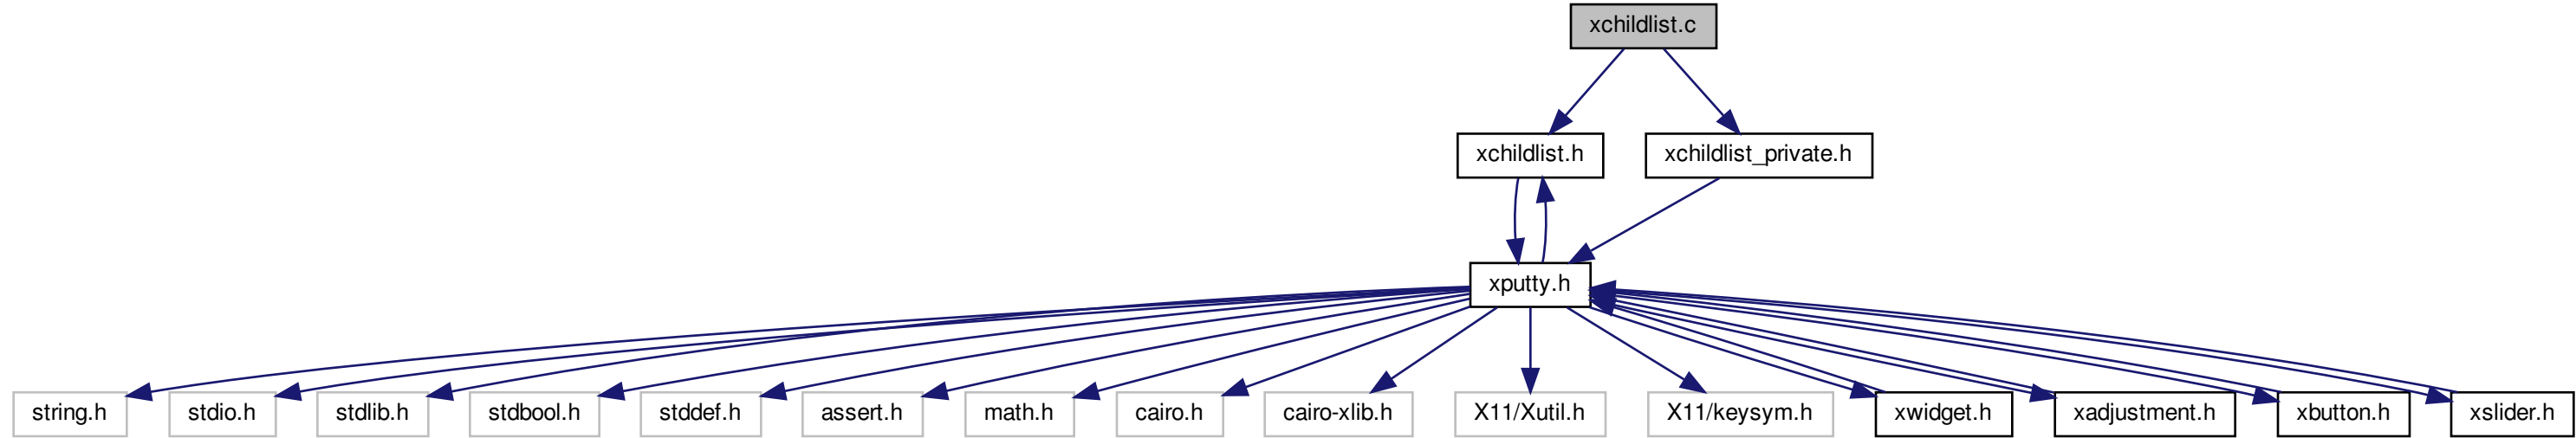 xchildlist.c
xchildlist.h
xchildlist_private.h
xputty.h
string.h
stdio.h
stdlib.h
stdbool.h
stddef.h
assert.h
math.h
cairo.h
cairo-xlib.h
X11/Xutil.h
X11/keysym.h
xwidget.h
xadjustment.h
xbutton.h
xslider.h